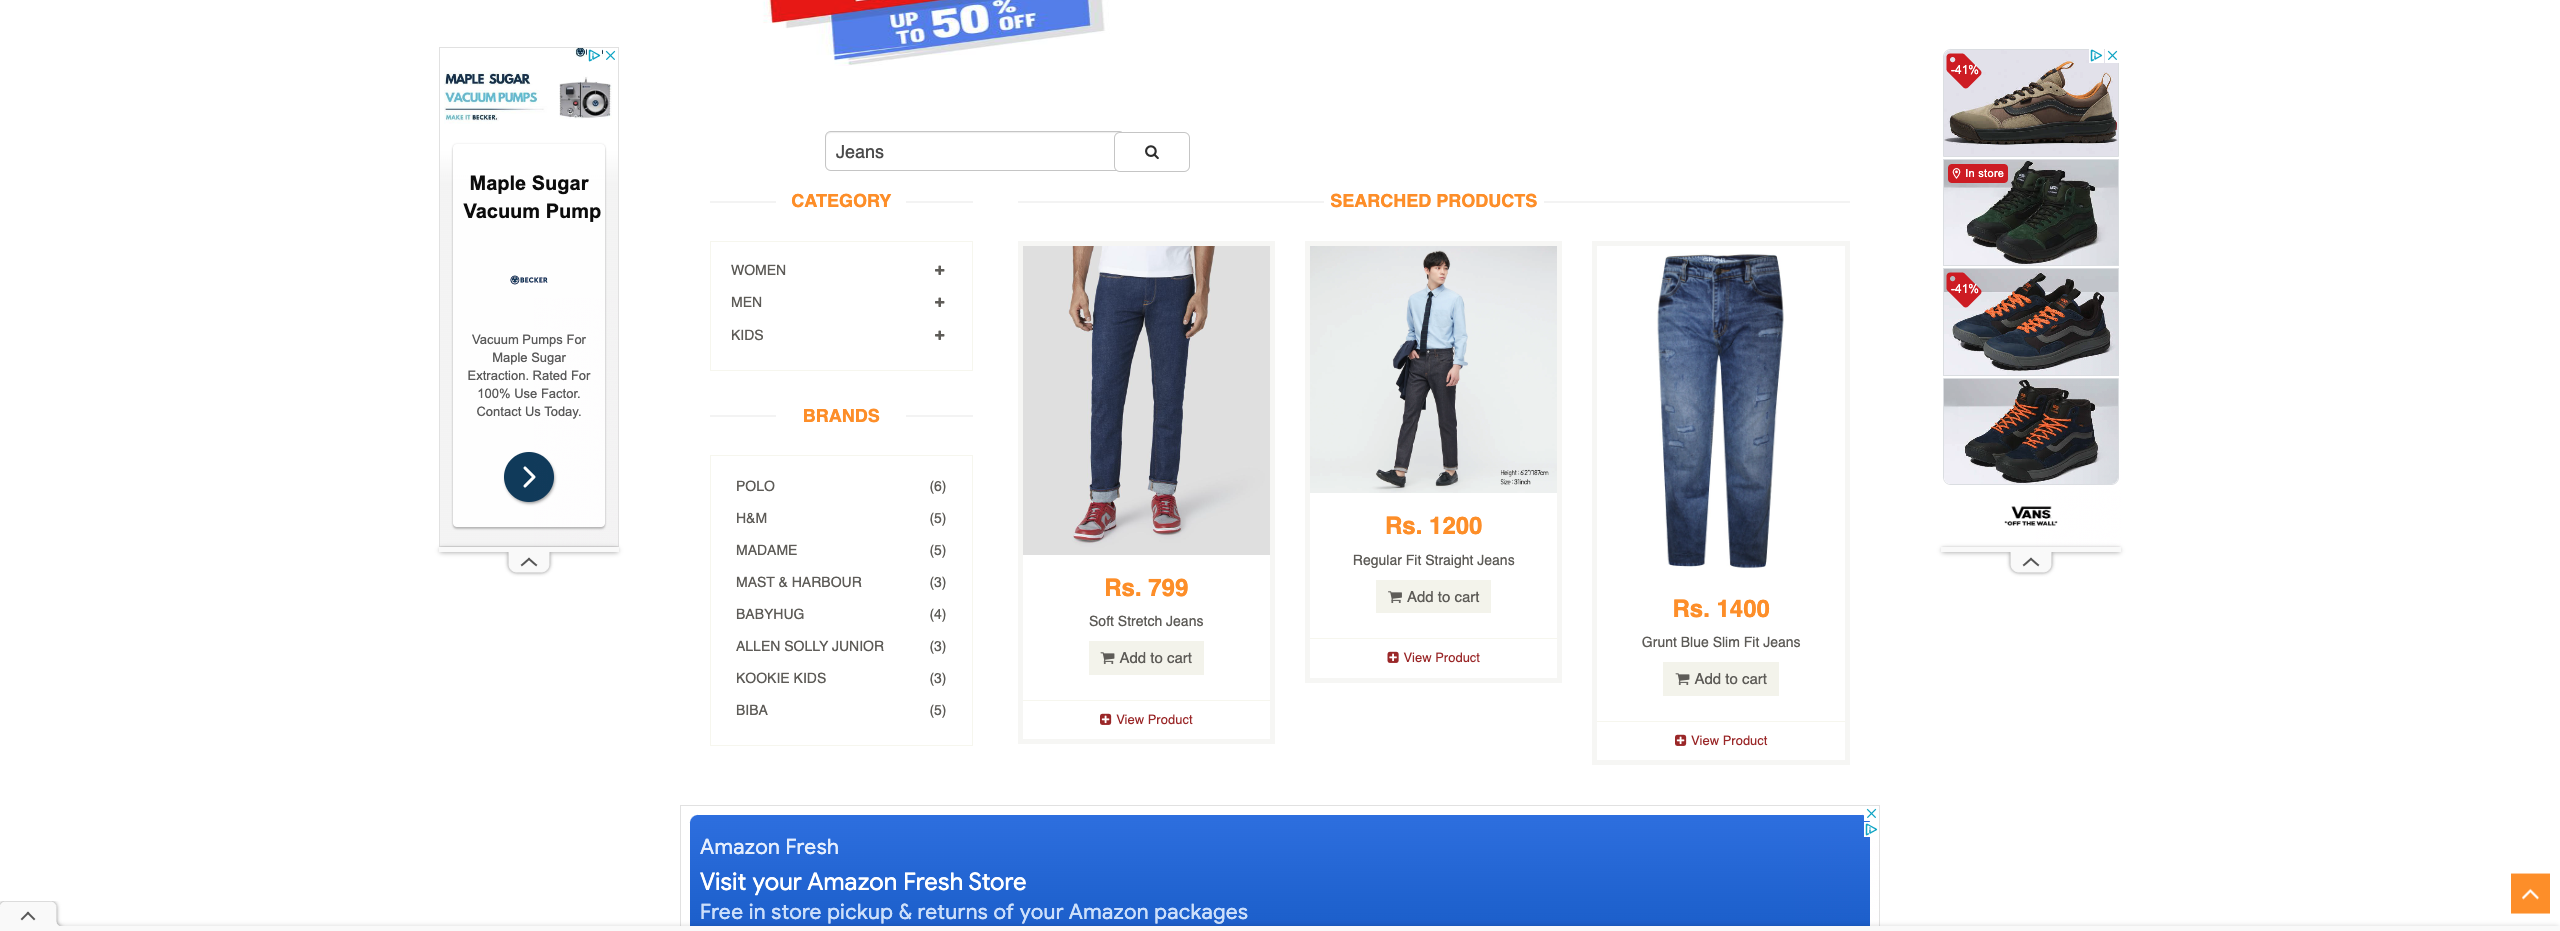 UP TO 50% OFF
MAPLE SUGAR
VACUUM PUMPS
MAKE IT BECKER.
Maple Sugar
Vacuum Pump
BECKER
Vacuum Pumps For
Maple Sugar
Extraction. Rated For
100% Use Factor.
Contact Us Today.
Jeans
CATEGORY
WOMEN
MEN
KIDS
BRANDS
POLO (6)
H&M (5)
MADAME (5)
MAST & HARBOUR (3)
BABYHUG (4)
ALLEN SOLLY JUNIOR (3)
KOOKIE KIDS (3)
BIBA (5)
SEARCHED PRODUCTS
Rs. 799
Soft Stretch Jeans
Add to cart
View Product
Height : 6'2"/187cm
Size : 31inch
Rs. 1200
Regular Fit Straight Jeans
Add to cart
View Product
Rs. 1400
Grunt Blue Slim Fit Jeans
Add to cart
View Product
-41%
In store
-41%
VANS
"OFF THE WALL"
Amazon Fresh
Visit your Amazon Fresh Store
Free in store pickup & returns of your Amazon packages